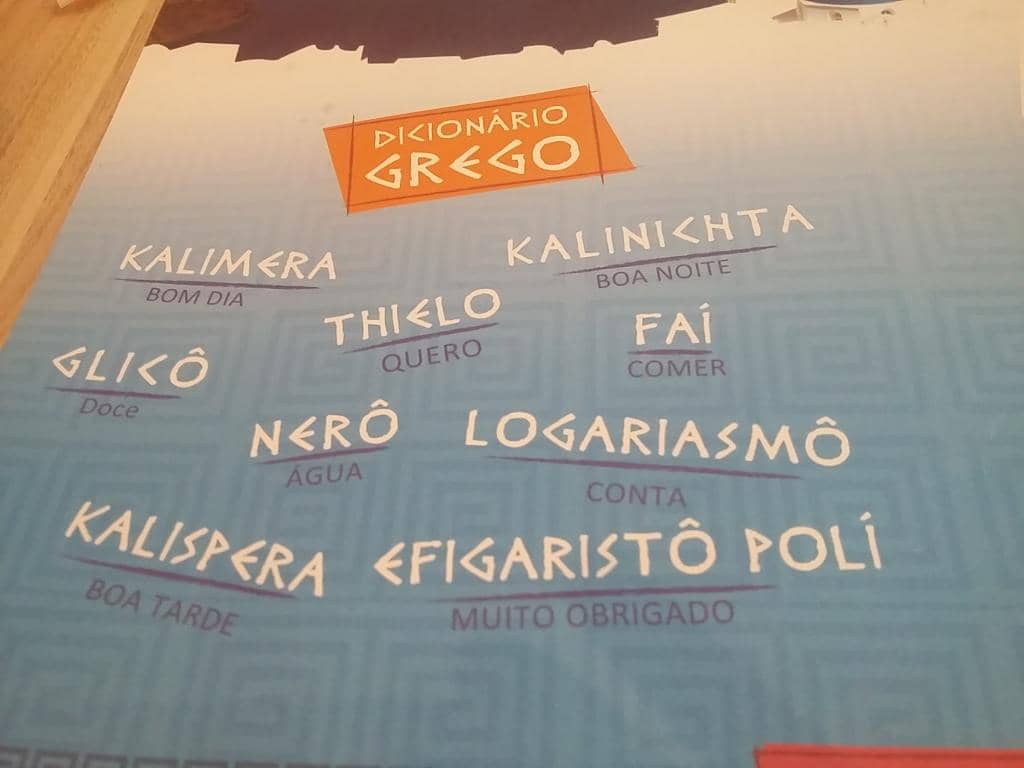 DICIONÁRIO
GREGO
KALIMERA
BOM DIA
KALINICHTA
BOA NOITE
THIELO
QUERO
FAÍ
COMER
GLICÔ
Doce
NERÔ
ÁGUA
LOGARIASMÔ
CONTA
KALISPERA
BOA TARDE
EFIGARISTÔ POLÍ
MUITO OBRIGADO